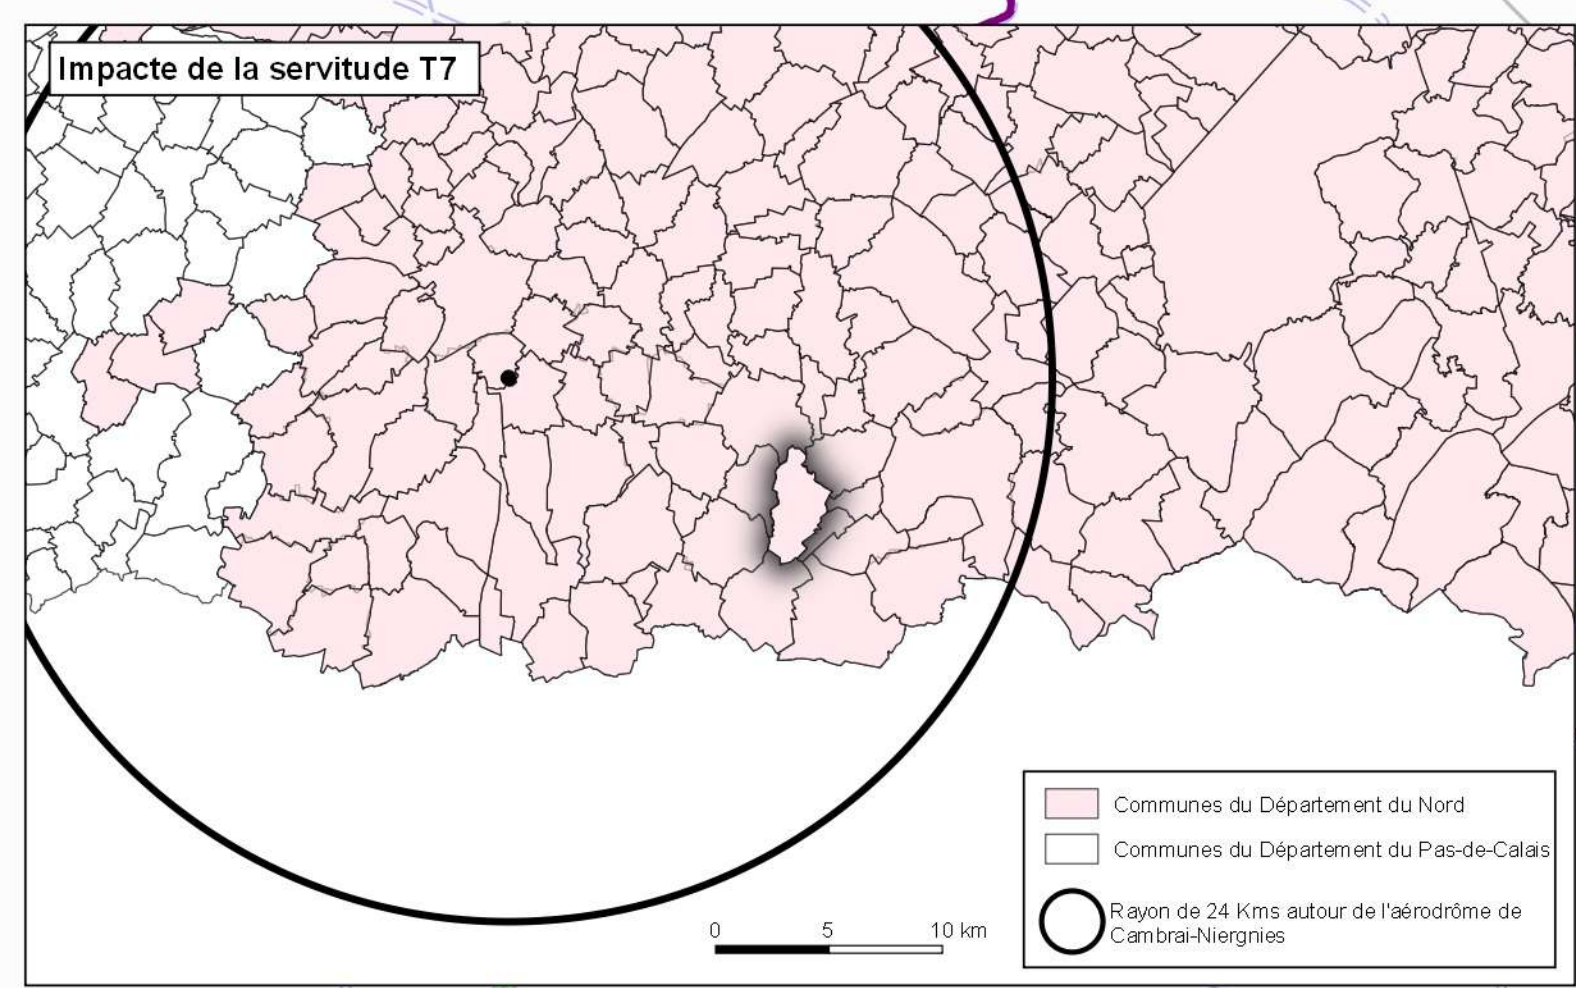 Impacte de la servitude T7
Communes du Département du Nord
Communes du Département du Pas-de-Calais
Rayon de 24 Kms autour de l'aérodrôme de
Cambrai-Niergnies
0 5 10 km